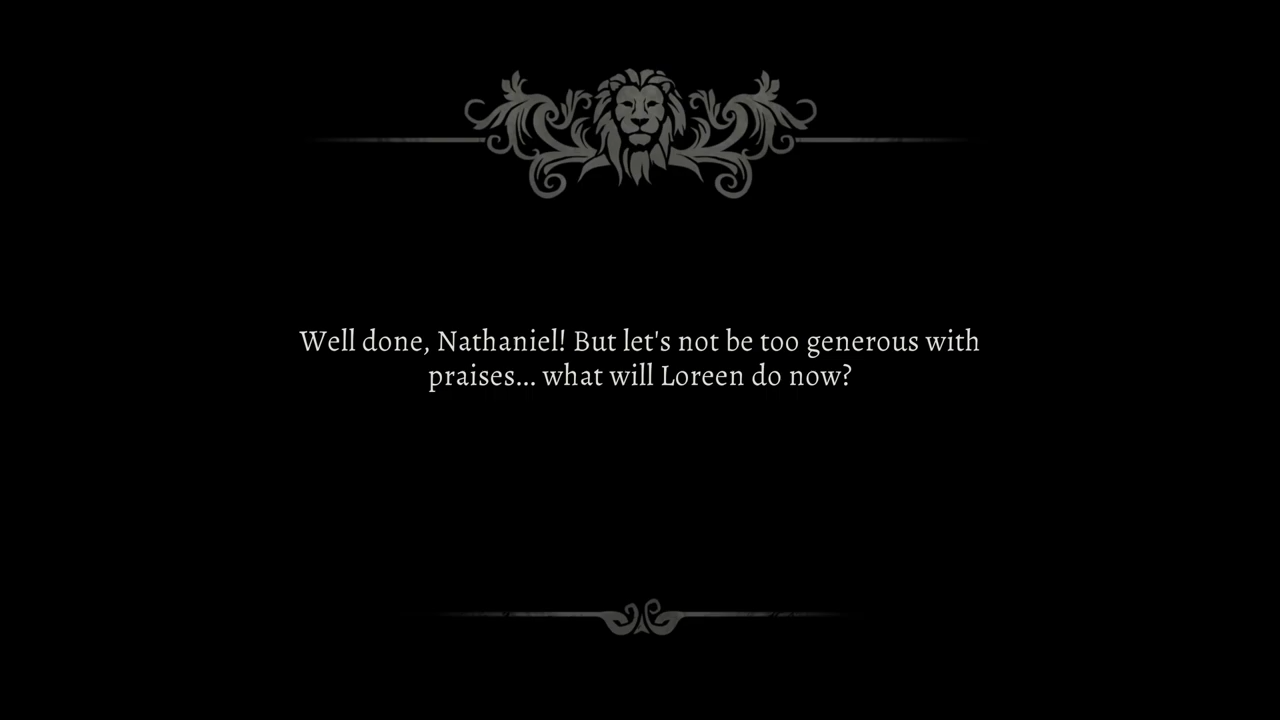 Well done, Nathaniel! But let's not be too generous with
praises... what will Loreen do now?